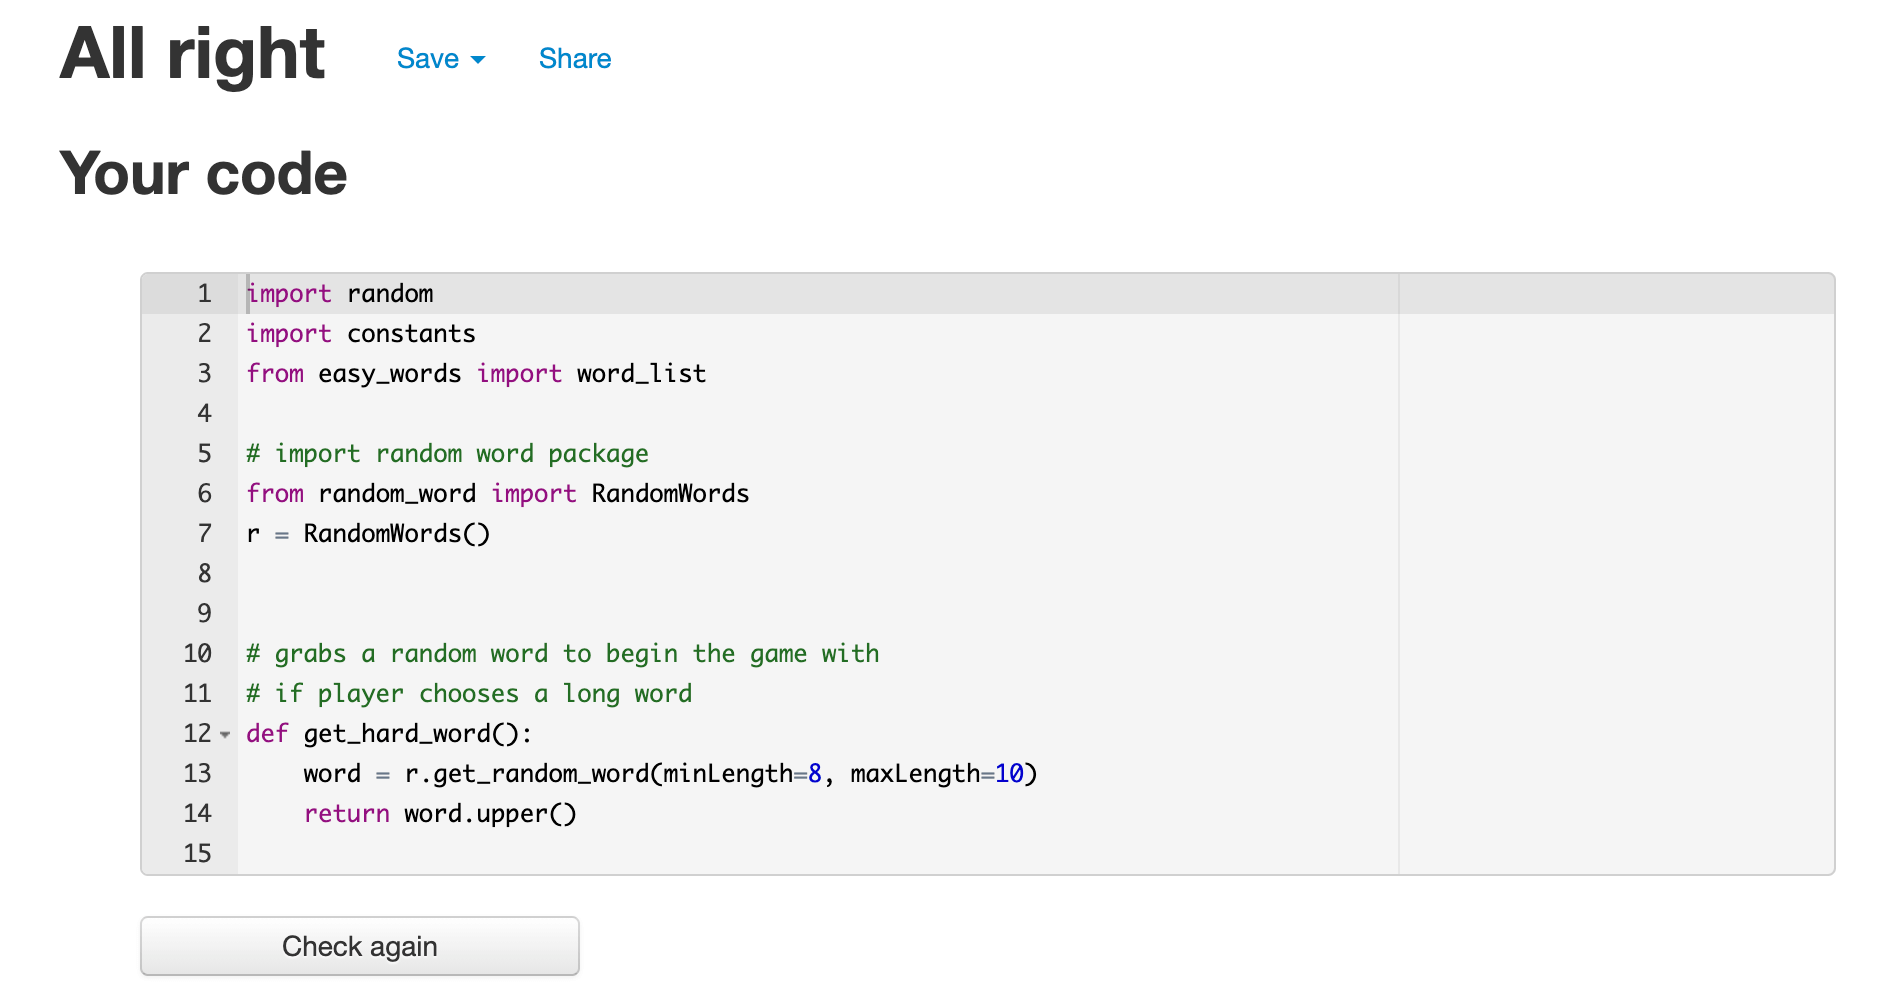 All right Save Share
Your code
1 import random
2 import constants
3 from easy_words import word_list
4
5 # import random word package
6 from random_word import RandomWords
7 r = RandomWords()
8
9
10 # grabs a random word to begin the game with
11 # if player chooses a long word
12 def get_hard_word():
13     word = r.get_random_word(minLength=8, maxLength=10)
14     return word.upper()
15
Check again